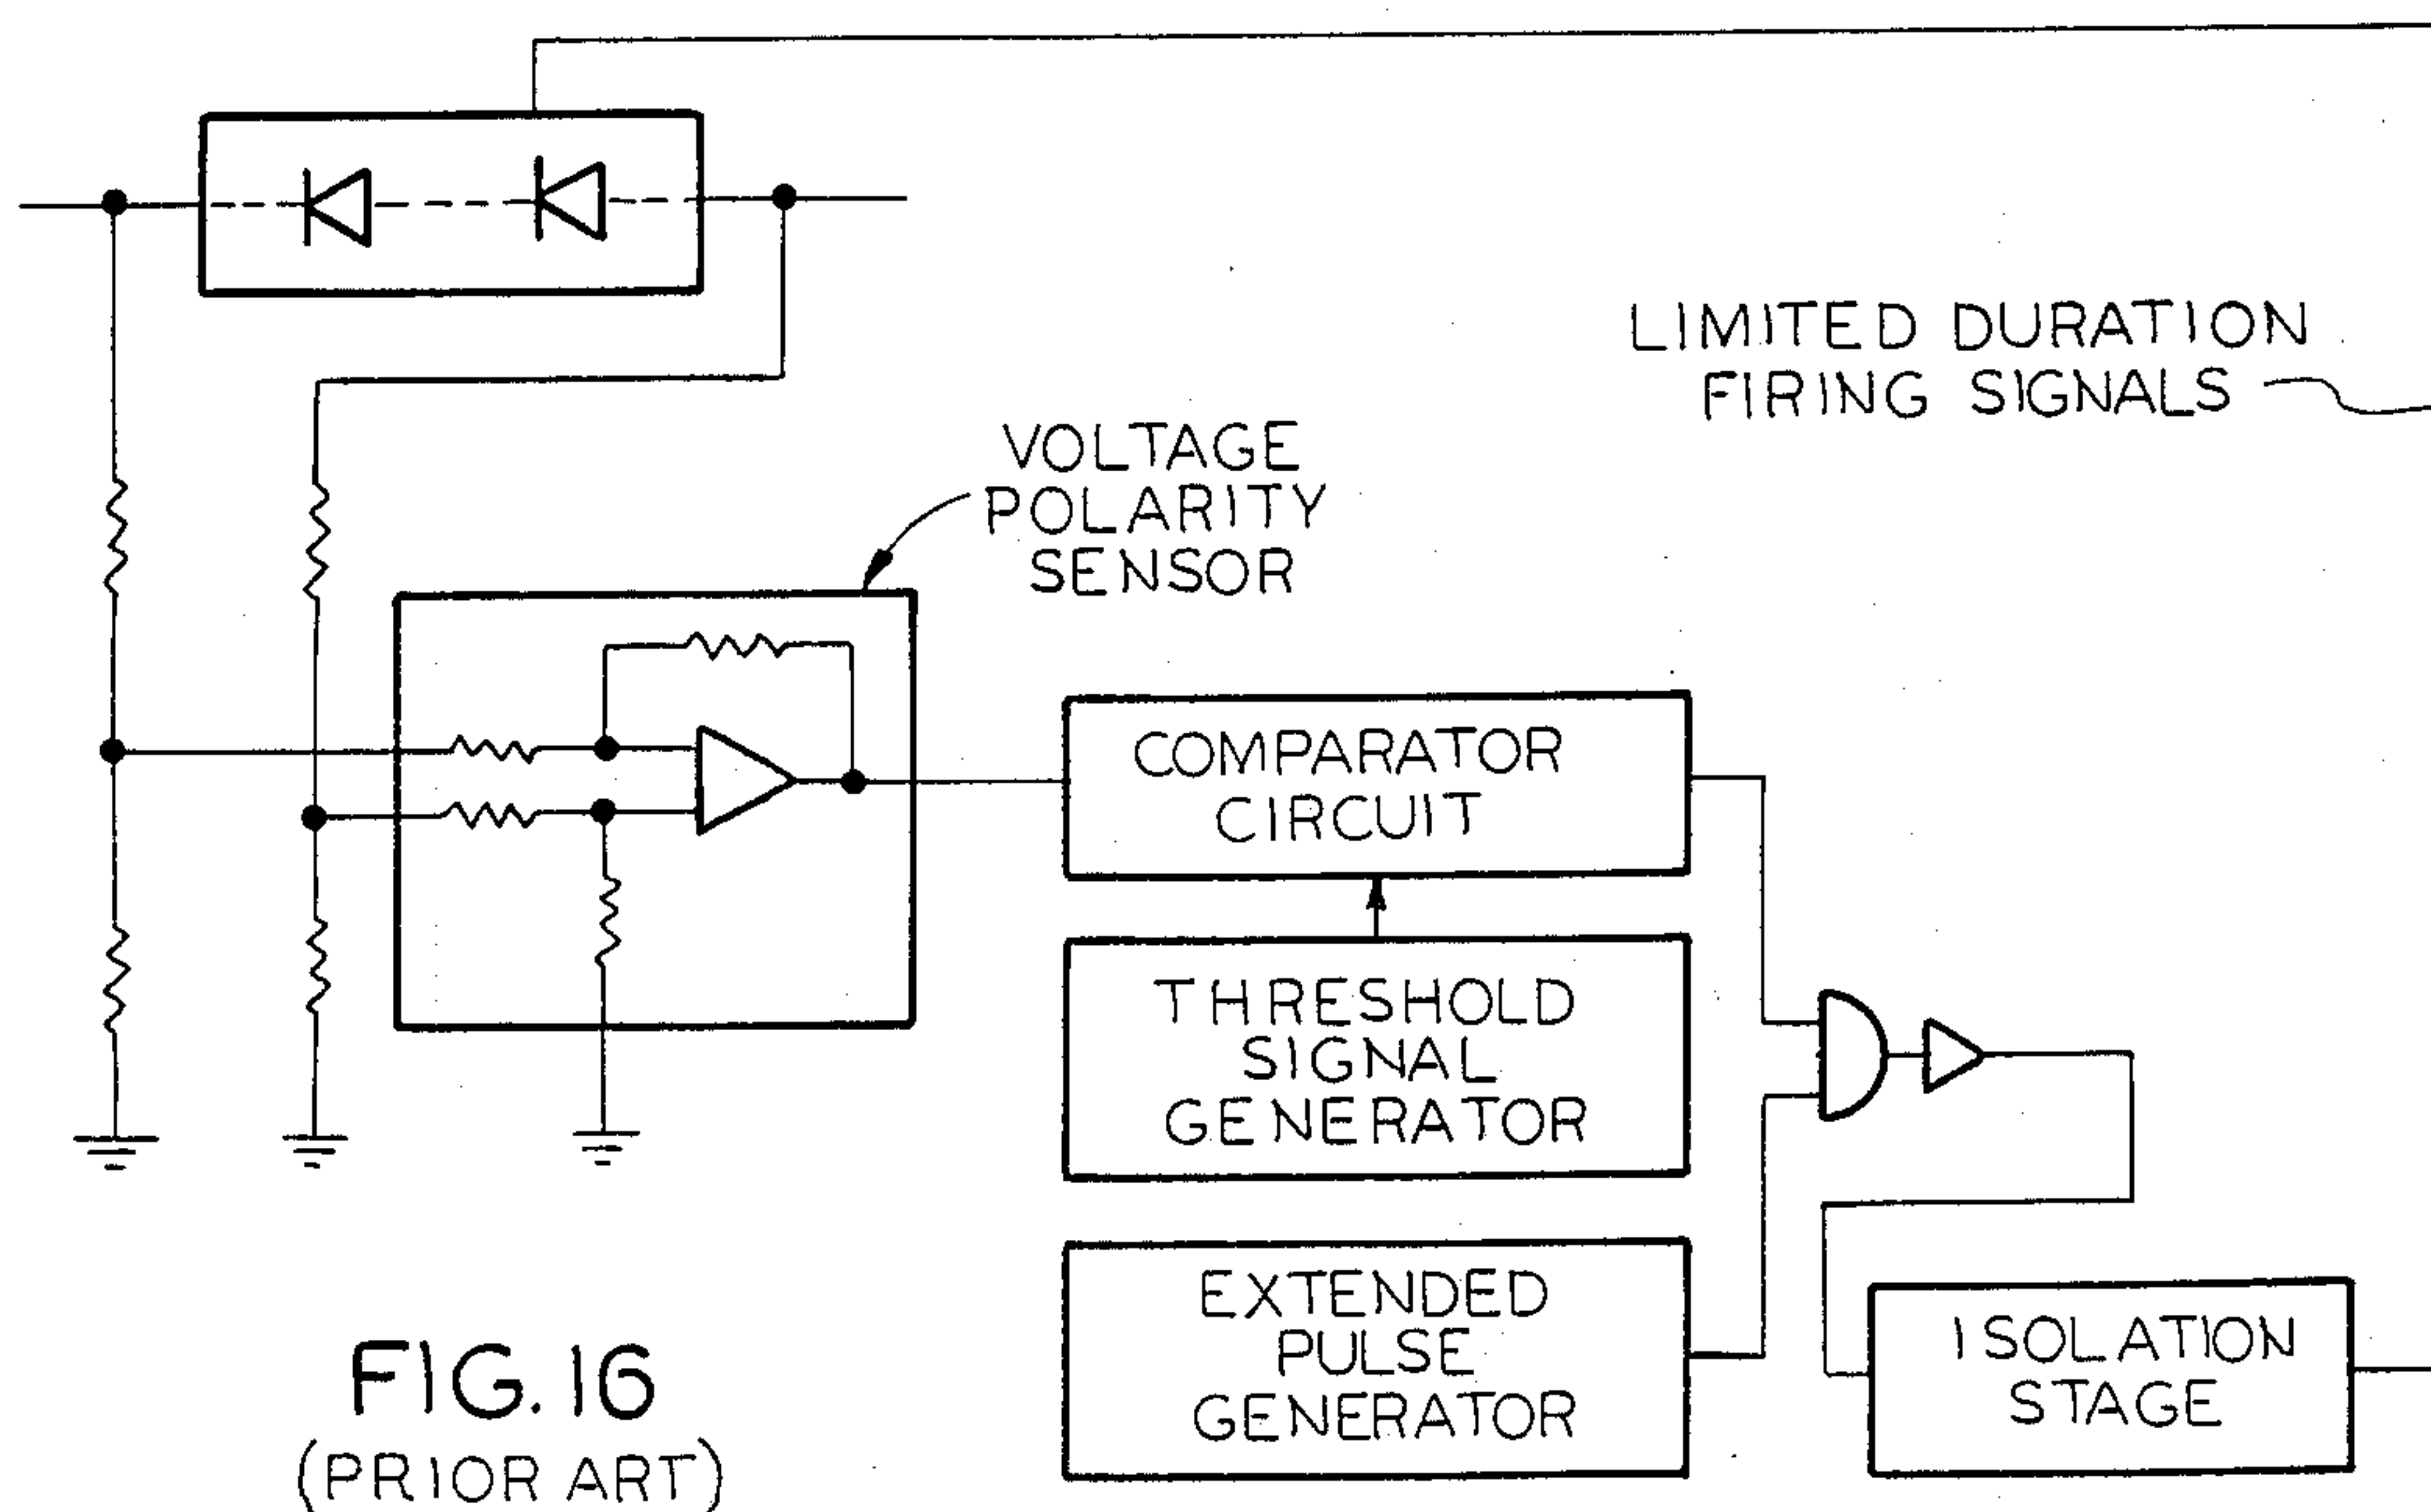 LIMITED DURATION
FIRING SIGNALS
VOLTAGE
POLARITY
SENSOR
COMPARATOR
CIRCUIT
THRESHOLD
SIGNAL
GENERATOR
EXTENDED
PULSE
GENERATOR
ISOLATION
STAGE
FIG. 16
(PRIOR ART)